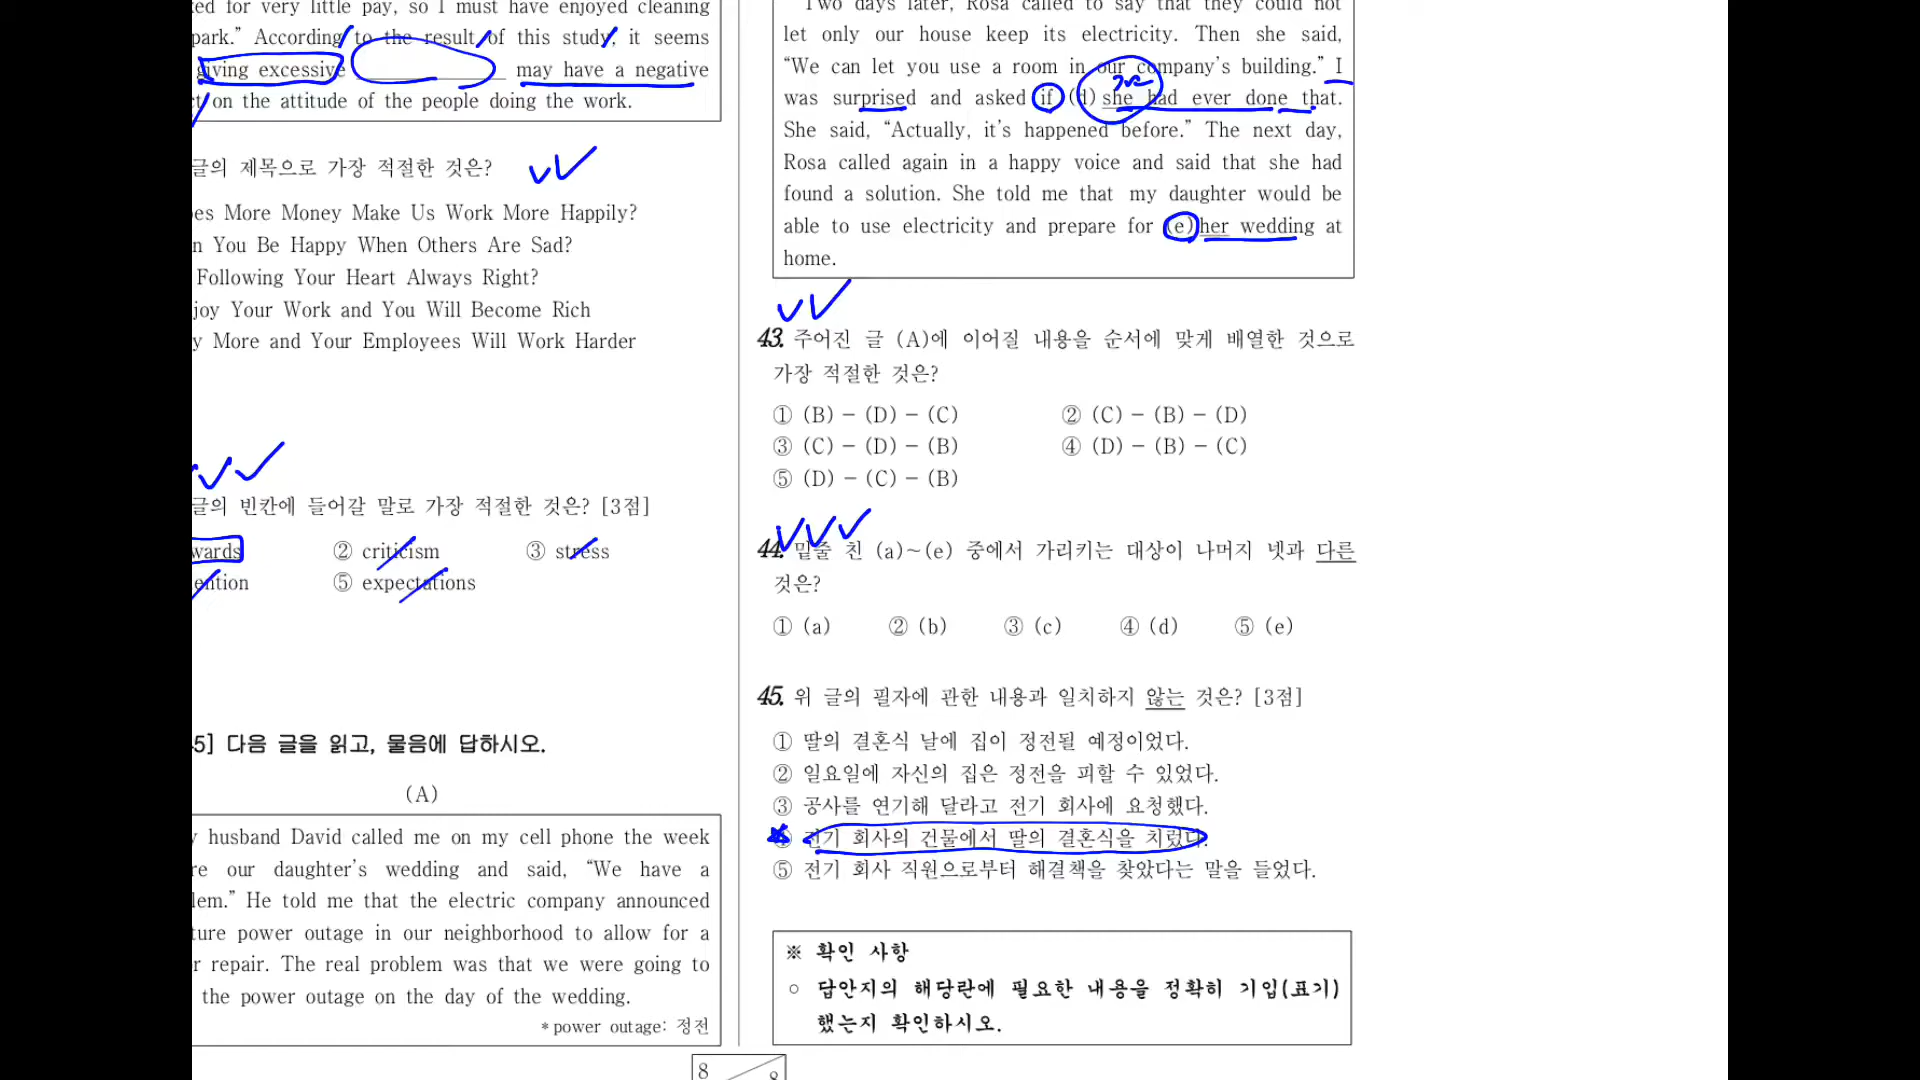 for very little pay, so I must have enjoyed cleaning
park.” According to the result of this study, it seems
giving excessive ____________ may have a negative
on the attitude of the people doing the work.
글의 제목으로 가장 적절한 것은?
More Money Make Us Work More Happily?
You Be Happy When Others Are Sad?
Following Your Heart Always Right?
Your Work and You Will Become Rich
More and Your Employees Will Work Harder
글의 빈칸에 들어갈 말로 가장 적절한 것은? [3점]
wards ② criticism ③ stress
ention ⑤ expectations
5] 다음 글을 읽고, 물음에 답하시오.
(A)
husband David called me on my cell phone the week
re our daughter’s wedding and said, “We have a
lem.” He told me that the electric company announced
ture power outage in our neighborhood to allow for a
r repair. The real problem was that we were going to
the power outage on the day of the wedding.
*power outage: 정전
Two days later, Rosa called to say that they could not
let only our house keep its electricity. Then she said,
“We can let you use a room in our company’s building.” I
was surprised and asked if (d) she had ever done that.
She said, “Actually, it’s happened before.” The next day,
Rosa called again in a happy voice and said that she had
found a solution. She told me that my daughter would be
able to use electricity and prepare for (e) her wedding at
home.
43. 주어진 글 (A)에 이어질 내용을 순서에 맞게 배열한 것으로
가장 적절한 것은?
① (B) − (D) − (C) ② (C) − (B) − (D)
③ (C) − (D) − (B) ④ (D) − (B) − (C)
⑤ (D) − (C) − (B)
44. 밑줄 친 (a)~(e) 중에서 가리키는 대상이 나머지 넷과 다른
것은?
① (a) ② (b) ③ (c) ④ (d) ⑤ (e)
45. 위 글의 필자에 관한 내용과 일치하지 않는 것은? [3점]
① 딸의 결혼식 날에 집이 정전될 예정이었다.
② 일요일에 자신의 집은 정전을 피할 수 있었다.
③ 공사를 연기해 달라고 전기 회사에 요청했다.
④ 전기 회사의 건물에서 딸의 결혼식을 치렀다.
⑤ 전기 회사 직원으로부터 해결책을 찾았다는 말을 들었다.
※ 확인 사항
○ 답안지의 해당란에 필요한 내용을 정확히 기입(표기)
했는지 확인하시오.
8
8